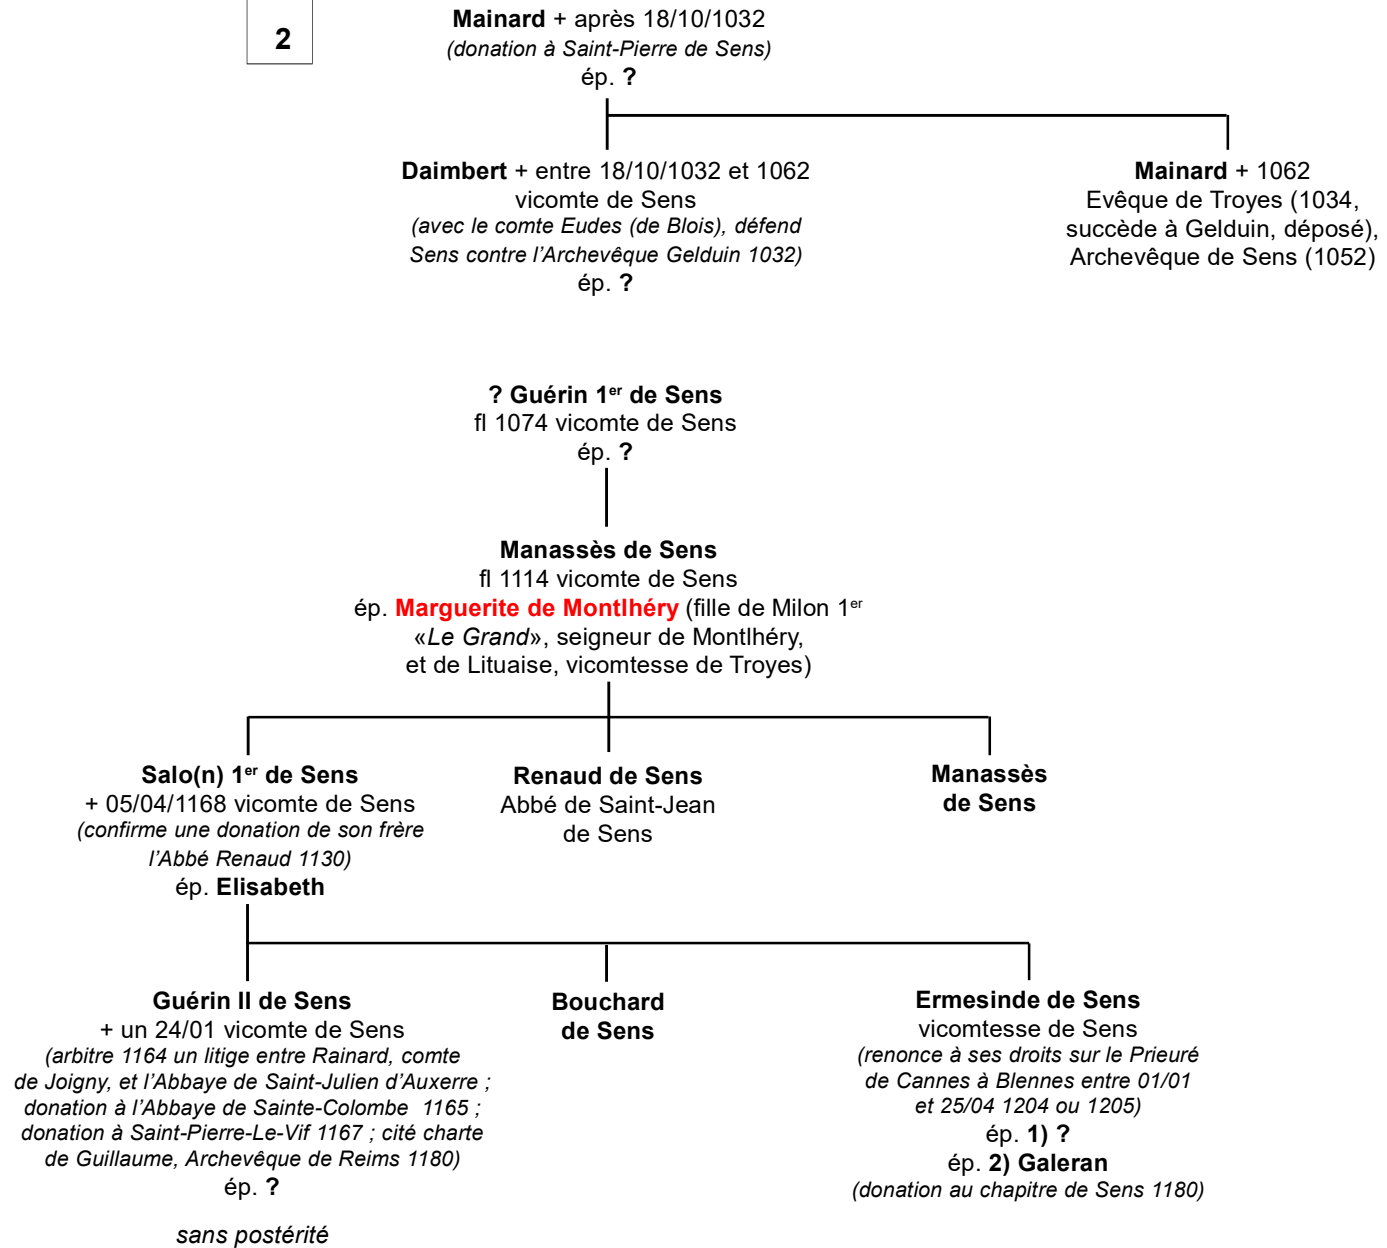 2
Mainard + après 18/10/1032
(donation à Saint-Pierre de Sens)
ép. ?
Daimbert + entre 18/10/1032 et 1062
vicomte de Sens
(avec le comte Eudes (de Blois), défend
Sens contre l'Archevêque Gelduin 1032)
ép. ?
Mainard + 1062
Evêque de Troyes (1034,
succède à Gelduin, déposé),
Archevêque de Sens (1052)
? Guérin 1er de Sens
fl 1074 vicomte de Sens
ép. ?
Manassès de Sens
fl 1114 vicomte de Sens
ép. Marguerite de Montlhéry (fille de Milon 1er
«Le Grand», seigneur de Montlhéry,
et de Lituaise, vicomtesse de Troyes)
Salo(n) 1er de Sens
+ 05/04/1168 vicomte de Sens
(confirme une donation de son frère
l'Abbé Renaud 1130)
ép. Elisabeth
Renaud de Sens
Abbé de Saint-Jean
de Sens
Manassès
de Sens
Guérin II de Sens
+ un 24/01 vicomte de Sens
(arbitre 1164 un litige entre Rainard, comte
de Joigny, et l'Abbaye de Saint-Julien d'Auxerre ;
donation à l'Abbaye de Sainte-Colombe 1165 ;
donation à Saint-Pierre-Le-Vif 1167 ; cité charte
de Guillaume, Archevêque de Reims 1180)
ép. ?
sans postérité
Bouchard
de Sens
Ermesinde de Sens
vicomtesse de Sens
(renonce à ses droits sur le Prieuré
de Cannes à Blennes entre 01/01
et 25/04 1204 ou 1205)
ép. 1) ?
ép. 2) Galeran
(donation au chapitre de Sens 1180)